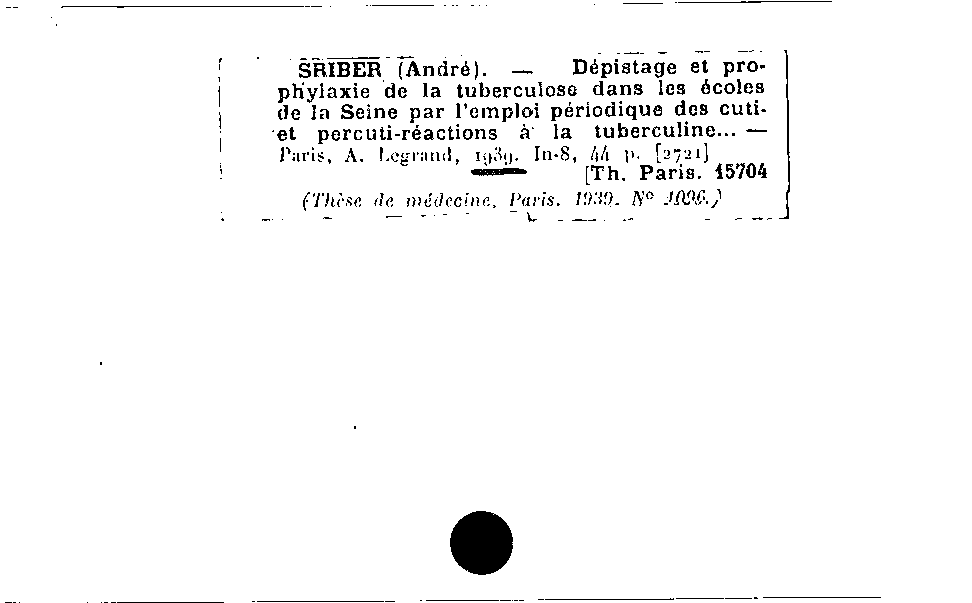 SRIBER (André). — Dépistage et pro-
phylaxie de la tuberculose dans les écoles
de la Seine par l'emploi périodique des cuti-
et percuti-réactions à la tuberculine... —
Paris, A. Legrand, 1939. In-8, 44 p. [2721]
[Th. Paris. 15704
(Thèse de médecine. Paris. 1939. N°